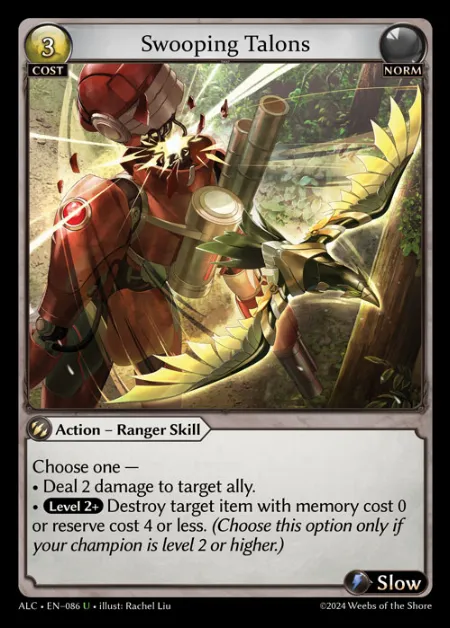 3
Swooping Talons
COST
NORM
Action – Ranger Skill
Choose one —
• Deal 2 damage to target ally.
• Level 2+ Destroy target item with memory cost 0
or reserve cost 4 or less. (Choose this option only if
your champion is level 2 or higher.)
Slow
ALC • EN–086 U • illust: Rachel Liu
©2024 Weebs of the Shore